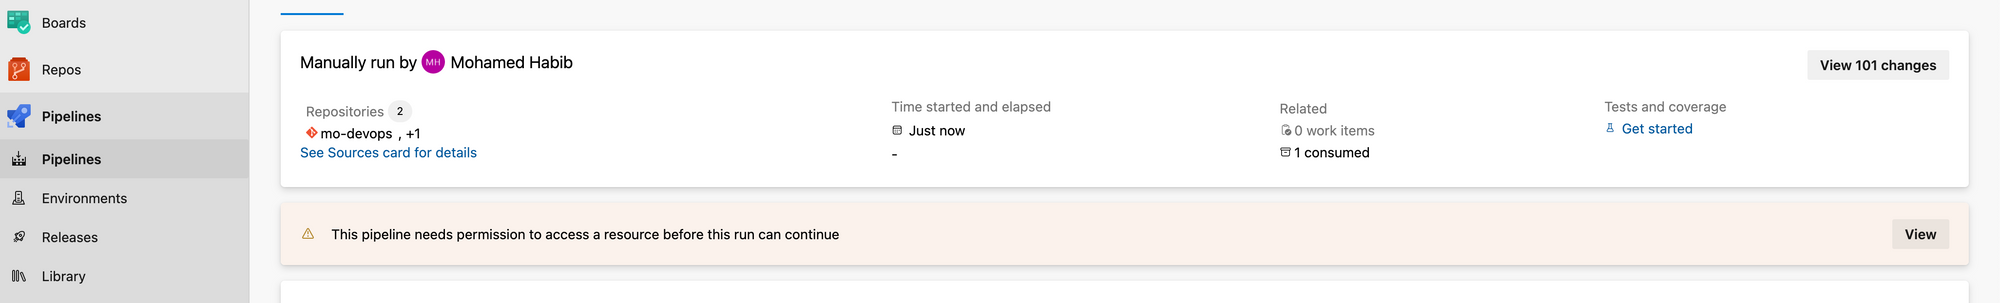 Boards
Repos
Pipelines
Pipelines
Environments
Releases
Library
Manually run by MH Mohamed Habib
View 101 changes
Repositories 2
mo-devops , +1
See Sources card for details
Time started and elapsed
Just now
-
Related
0 work items
1 consumed
Tests and coverage
Get started
This pipeline needs permission to access a resource before this run can continue
View